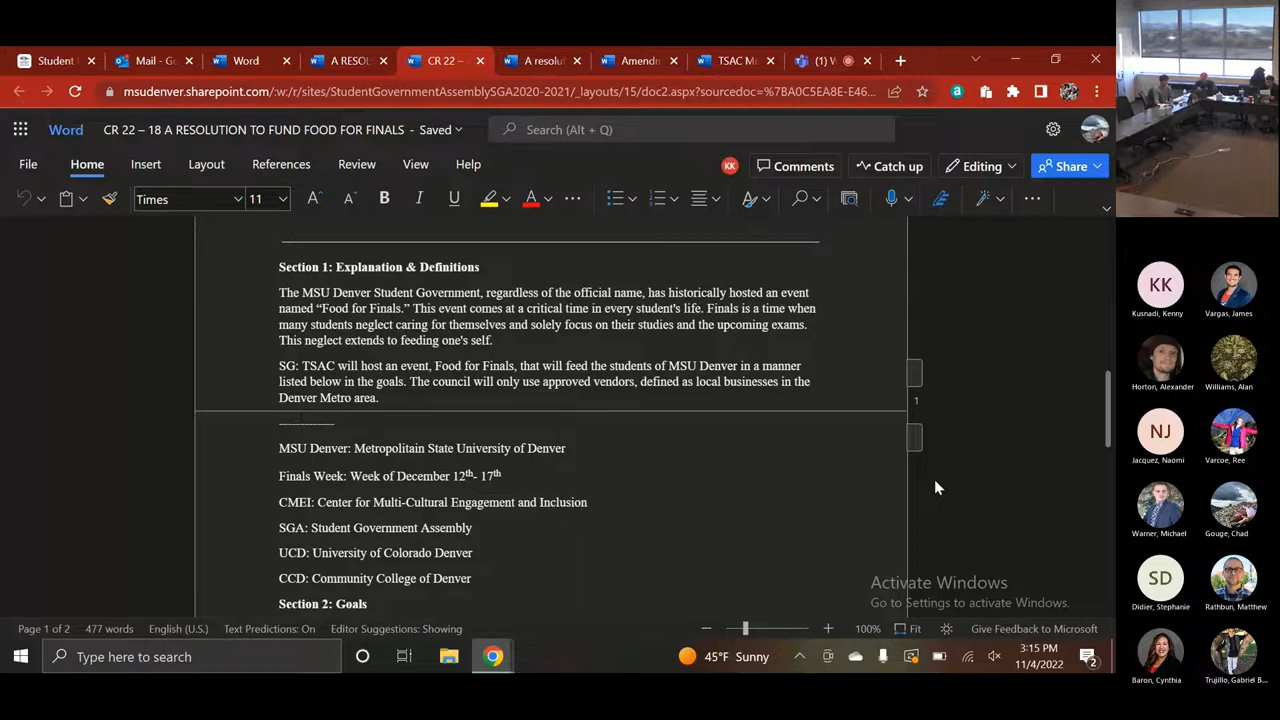 Student
Mail - Ge
Word
A RESOL
CR 22 –
A resolut
Amendm
TSAC Me
(1) W
msudenver.sharepoint.com/:w:/r/sites/StudentGovernmentAssemblySGA2020-2021/_layouts/15/doc2.aspx?sourcedoc=%7BA0C5EA8E-E46...
Word
CR 22 – 18 A RESOLUTION TO FUND FOOD FOR FINALS - Saved
Search (Alt + Q)
File
Home
Insert
Layout
References
Review
View
Help
KK
Comments
Catch up
Editing
Share
Times
11
Section 1: Explanation & Definitions
The MSU Denver Student Government, regardless of the official name, has historically hosted an event
named “Food for Finals.” This event comes at a critical time in every student's life. Finals is a time when
many students neglect caring for themselves and solely focus on their studies and the upcoming exams.
This neglect extends to feeding one's self.
SG: TSAC will host an event, Food for Finals, that will feed the students of MSU Denver in a manner
listed below in the goals. The council will only use approved vendors, defined as local businesses in the
Denver Metro area.
1
MSU Denver: Metropolitain State University of Denver
Finals Week: Week of December 12th- 17th
CMEI: Center for Multi-Cultural Engagement and Inclusion
SGA: Student Government Assembly
UCD: University of Colorado Denver
CCD: Community College of Denver
Section 2: Goals
Activate Windows
Go to Settings to activate Windows.
Page 1 of 2
477 words
English (U.S.)
Text Predictions: On
Editor Suggestions: Showing
100%
Fit
Give Feedback to Microsoft
Type here to search
45°F Sunny
3:15 PM
11/4/2022
2
KK
Kusnadi, Kenny
Vargas, James
Horton, Alexander
Williams, Alan
NJ
Jacquez, Naomi
Varcoe, Ree
Warner, Michael
Gouge, Chad
SD
Didier, Stephanie
Rathbun, Matthew
Baron, Cynthia
Trujillo, Gabriel B...